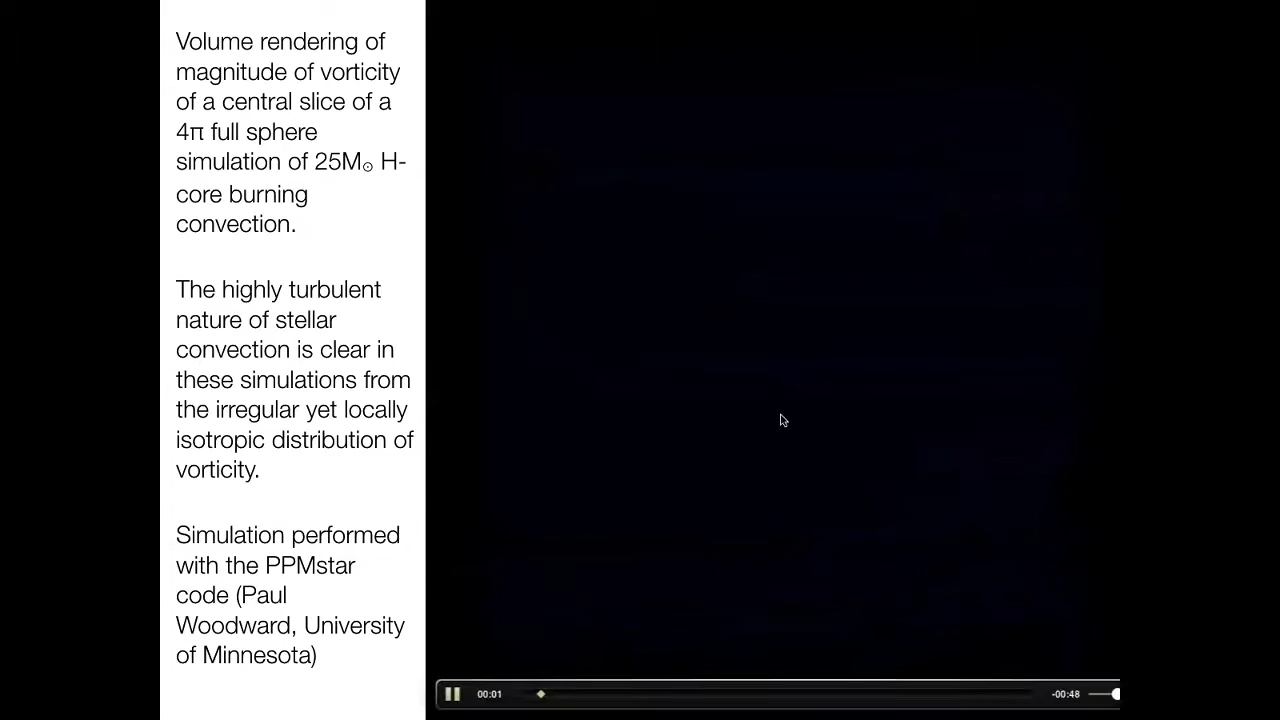 Volume rendering of
magnitude of vorticity
of a central slice of a
4π full sphere
simulation of 25M☉ H-
core burning
convection.
The highly turbulent
nature of stellar
convection is clear in
these simulations from
the irregular yet locally
isotropic distribution of
vorticity.
Simulation performed
with the PPMstar
code (Paul
Woodward, University
of Minnesota)
00:01
-00:48